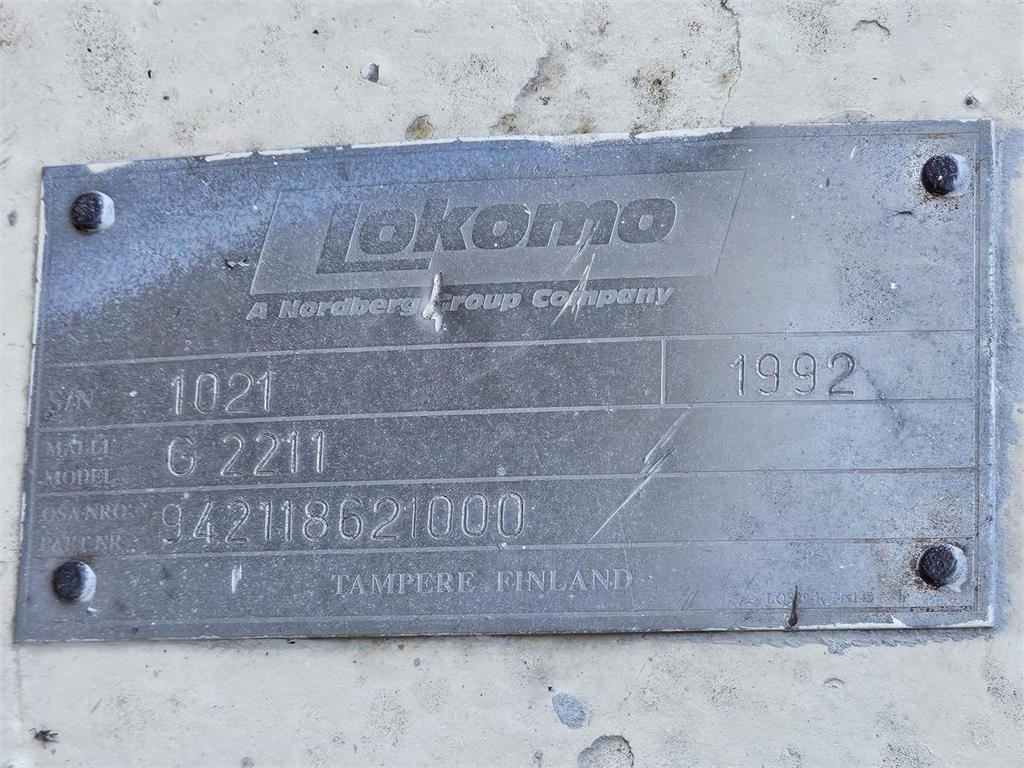 Lokomo
A Nordberg Group Company
S/N 1021 1992
MALLI
MODEL G 2211
OSA NRO
PART NR 942118621000
TAMPERE FINLAND